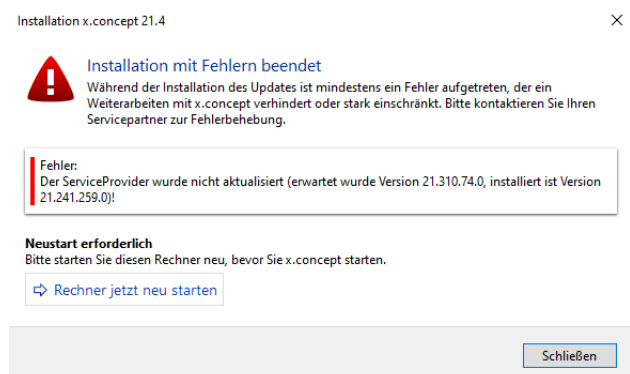 Installation x.concept 21.4
Installation mit Fehlern beendet
Während der Installation des Updates ist mindestens ein Fehler aufgetreten, der ein
Weiterarbeiten mit x.concept verhindert oder stark einschränkt. Bitte kontaktieren Sie Ihren
Servicepartner zur Fehlerbehebung.
Fehler:
Der ServiceProvider wurde nicht aktualisiert (erwartet wurde Version 21.310.74.0, installiert ist Version
21.241.259.0)!
Neustart erforderlich
Bitte starten Sie diesen Rechner neu, bevor Sie x.concept starten.
Rechner jetzt neu starten
Schließen